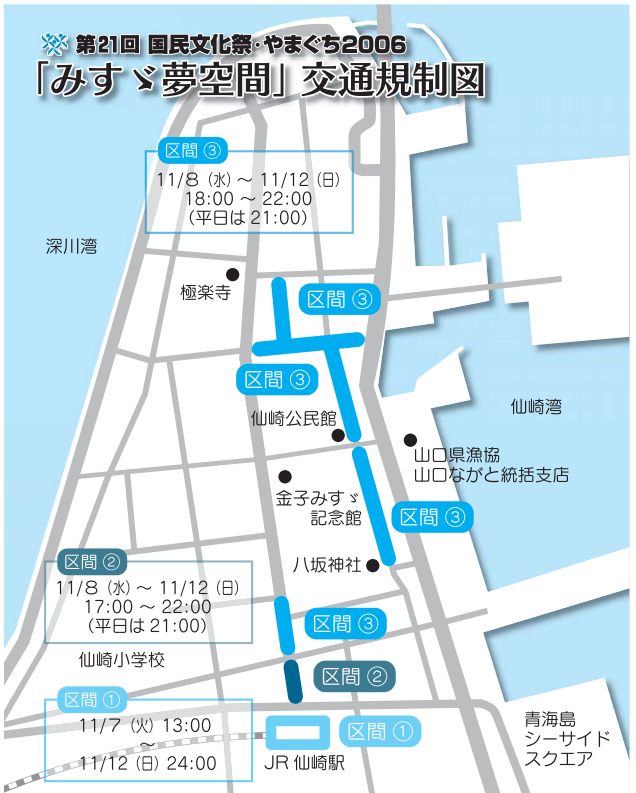 第21回 国民文化祭・やまぐち2006
「みすゞ夢空間」交通規制図
区間 ③
11/8（水）～ 11/12（日）
18:00 ～ 22:00
（平日は21:00）
深川湾
極楽寺
区間 ③
区間 ③
仙崎公民館
仙崎湾
山口県漁協
山口ながと統括支店
金子みすゞ
記念館
区間 ③
八坂神社
区間 ②
11/8（水）～ 11/12（日）
17:00 ～ 22:00
（平日は21:00）
区間 ③
仙崎小学校
区間 ②
区間 ①
11/7（火）13:00
～
11/12（日）24:00
区間 ①
JR 仙崎駅
青海島
シーサイド
スクエア